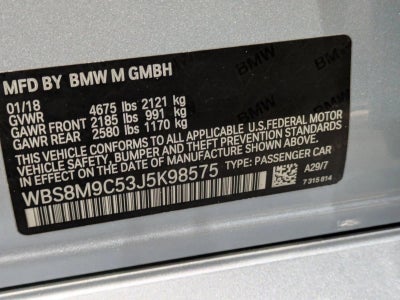 MFD BY BMW M GMBH
01/18
GVWR 4675 lbs 2121 kg
GAWR FRONT 2185 lbs 991 kg
GAWR REAR 2580 lbs 1170 kg
THIS VEHICLE CONFORMS TO ALL APPLICABLE U.S. FEDERAL MOTOR
VEHICLE SAFETY, BUMPER, AND THEFT PREVENTION STANDARDS
IN EFFECT ON THE DATE OF MANUFACTURE SHOWN ABOVE.
WBS8M9C53J5K98575 TYPE: PASSENGER CAR
A29/7
7 315 814
BMW
BMW